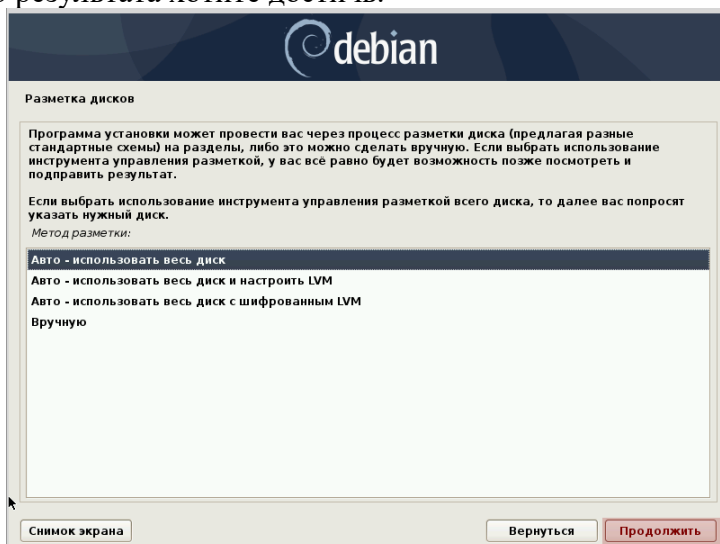 результата хотите достичь.
debian
Разметка дисков
Программа установки может провести вас через процесс разметки диска (предлагая разные
стандартные схемы) на разделы, либо это можно сделать вручную. Если выбрать использование
инструмента управления разметкой, у вас всё равно будет возможность позже посмотреть и
подправить результат.
Если выбрать использование инструмента управления разметкой всего диска, то далее вас попросят
указать нужный диск.
Метод разметки:
Авто - использовать весь диск
Авто - использовать весь диск и настроить LVM
Авто - использовать весь диск с шифрованным LVM
Вручную
Снимок экрана
Вернуться
Продолжить